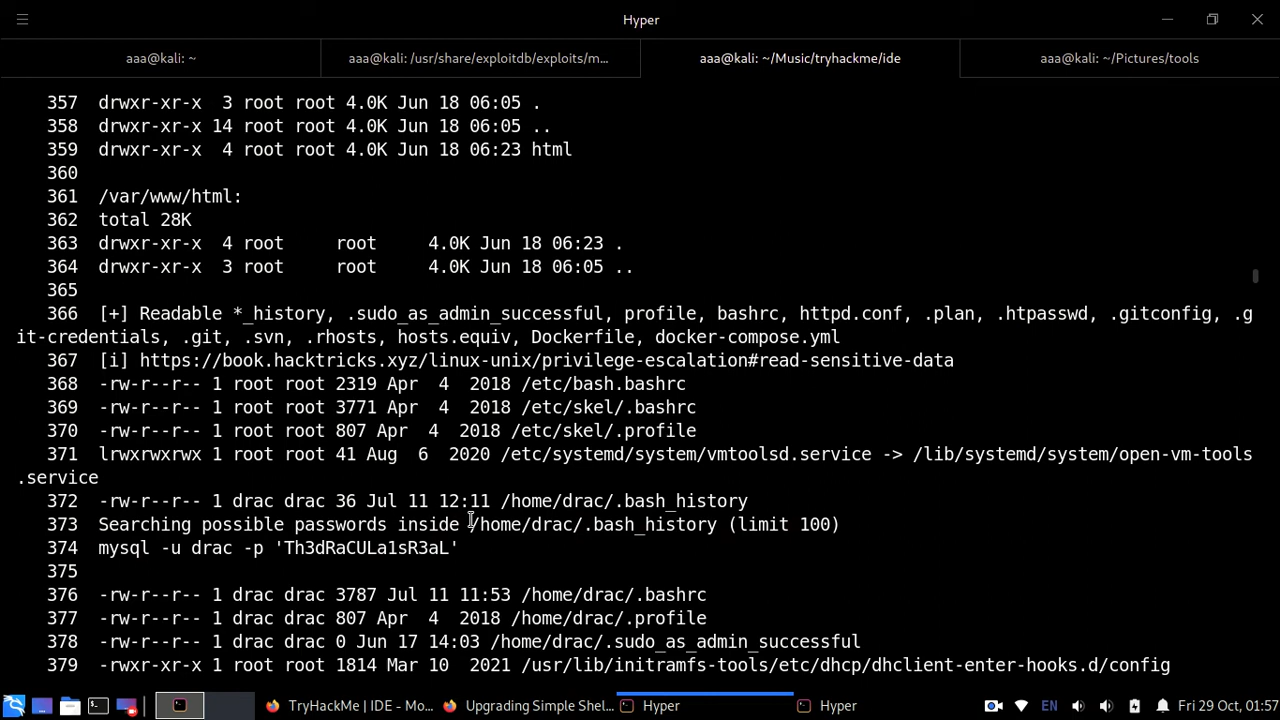 Hyper
aaa@kali: ~
aaa@kali: /usr/share/exploitdb/exploits/m...
aaa@kali: ~/Music/tryhackme/ide
aaa@kali: ~/Pictures/tools
357 drwxr-xr-x 3 root root 4.0K Jun 18 06:05 .
358 drwxr-xr-x 14 root root 4.0K Jun 18 06:05 ..
359 drwxr-xr-x 4 root root 4.0K Jun 18 06:23 html
360
361 /var/www/html:
362 total 28K
363 drwxr-xr-x 4 root root 4.0K Jun 18 06:23 .
364 drwxr-xr-x 3 root root 4.0K Jun 18 06:05 ..
365
366 [+] Readable *_history, .sudo_as_admin_successful, profile, bashrc, httpd.conf, .plan, .htpasswd, .gitconfig, .g
it-credentials, .git, .svn, .rhosts, hosts.equiv, Dockerfile, docker-compose.yml
367 [i] https://book.hacktricks.xyz/linux-unix/privilege-escalation#read-sensitive-data
368 -rw-r--r-- 1 root root 2319 Apr 4 2018 /etc/bash.bashrc
369 -rw-r--r-- 1 root root 3771 Apr 4 2018 /etc/skel/.bashrc
370 -rw-r--r-- 1 root root 807 Apr 4 2018 /etc/skel/.profile
371 lrwxrwxrwx 1 root root 41 Aug 6 2020 /etc/systemd/system/vmtoolsd.service -> /lib/systemd/system/open-vm-tools
.service
372 -rw-r--r-- 1 drac drac 36 Jul 11 12:11 /home/drac/.bash_history
373 Searching possible passwords inside /home/drac/.bash_history (limit 100)
374 mysql -u drac -p 'Th3dRaCULa1sR3aL'
375
376 -rw-r--r-- 1 drac drac 3787 Jul 11 11:53 /home/drac/.bashrc
377 -rw-r--r-- 1 drac drac 807 Apr 4 2018 /home/drac/.profile
378 -rw-r--r-- 1 drac drac 0 Jun 17 14:03 /home/drac/.sudo_as_admin_successful
379 -rwxr-xr-x 1 root root 1814 Mar 10 2021 /usr/lib/initramfs-tools/etc/dhcp/dhclient-enter-hooks.d/config
TryHackMe | IDE - Mo...
Upgrading Simple Shel...
Hyper
Hyper
EN
Fri 29 Oct, 01:57